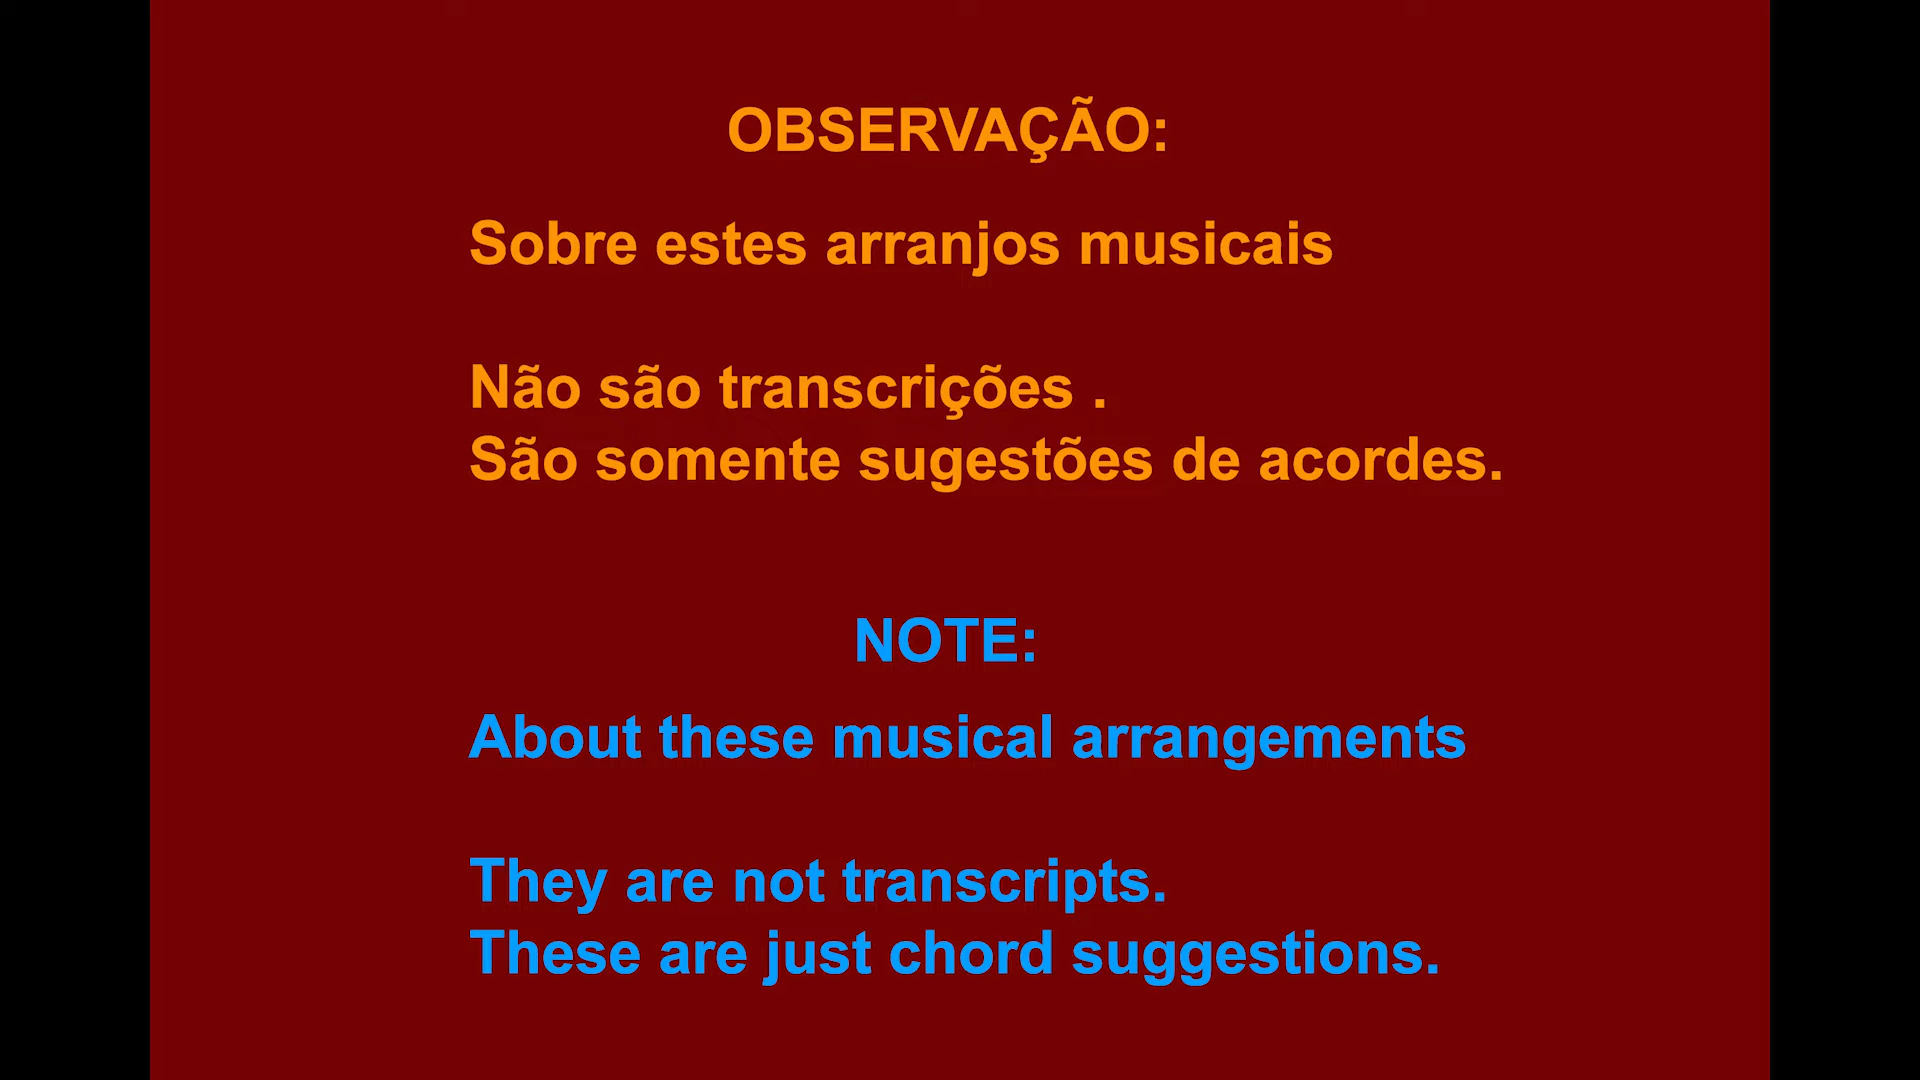 OBSERVAÇÃO:
Sobre estes arranjos musicais
Não são transcrições .
São somente sugestões de acordes.
NOTE:
About these musical arrangements
They are not transcripts.
These are just chord suggestions.